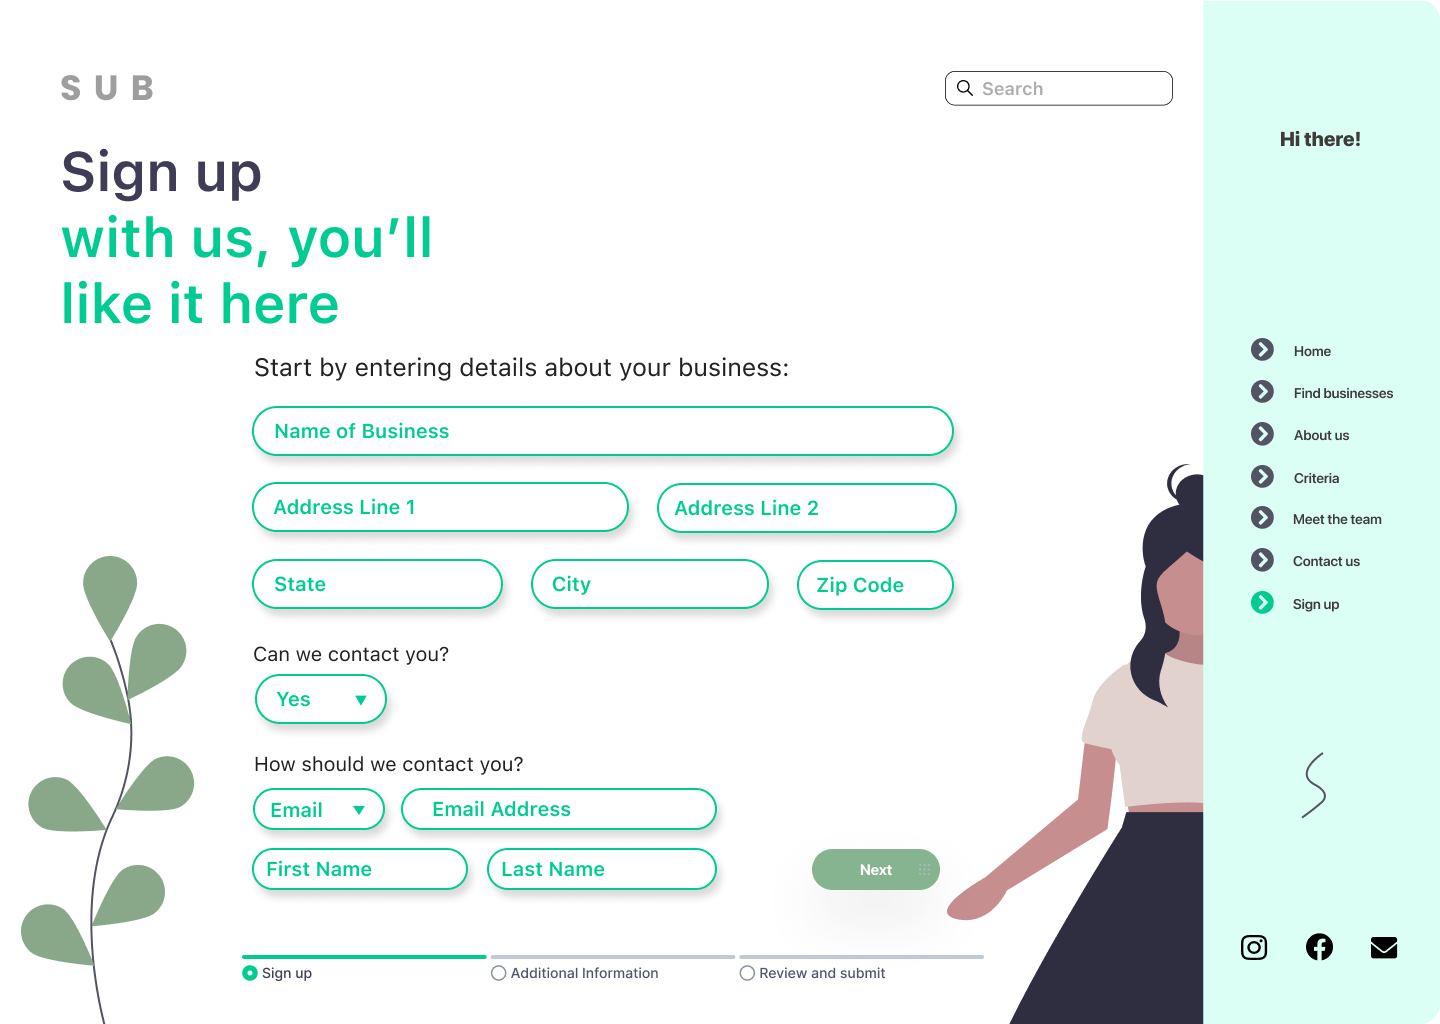 SUB
Search
Sign up
with us, you’ll
like it here
Start by entering details about your business:
Name of Business
Address Line 1
Address Line 2
State
City
Zip Code
Can we contact you?
Yes
How should we contact you?
Email
Email Address
First Name
Last Name
Next
Sign up
Additional Information
Review and submit
Hi there!
Home
Find businesses
About us
Criteria
Meet the team
Contact us
Sign up